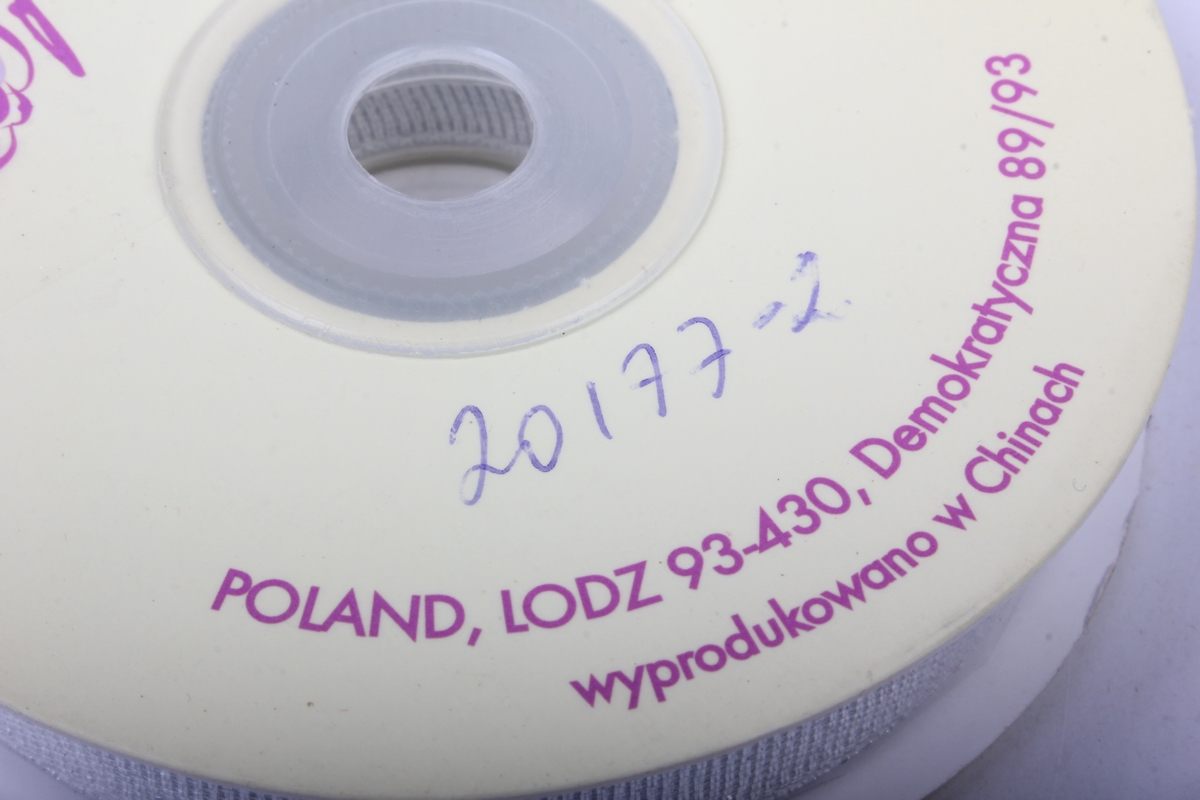 20177-2
POLAND, LODZ 93-430, Demokratyczna 89/93
wyprodukowano w Chinach